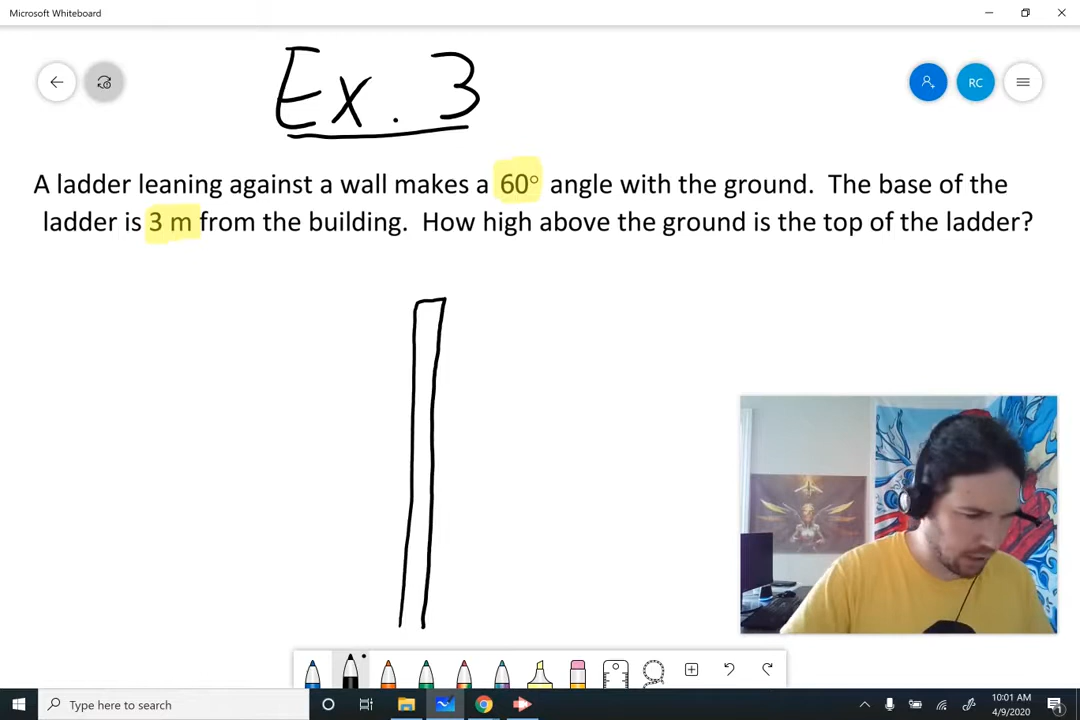 Microsoft Whiteboard
Ex. 3
RC
A ladder leaning against a wall makes a 60° angle with the ground. The base of the
ladder is 3 m from the building. How high above the ground is the top of the ladder?
Type here to search
10:01 AM
4/9/2020
1